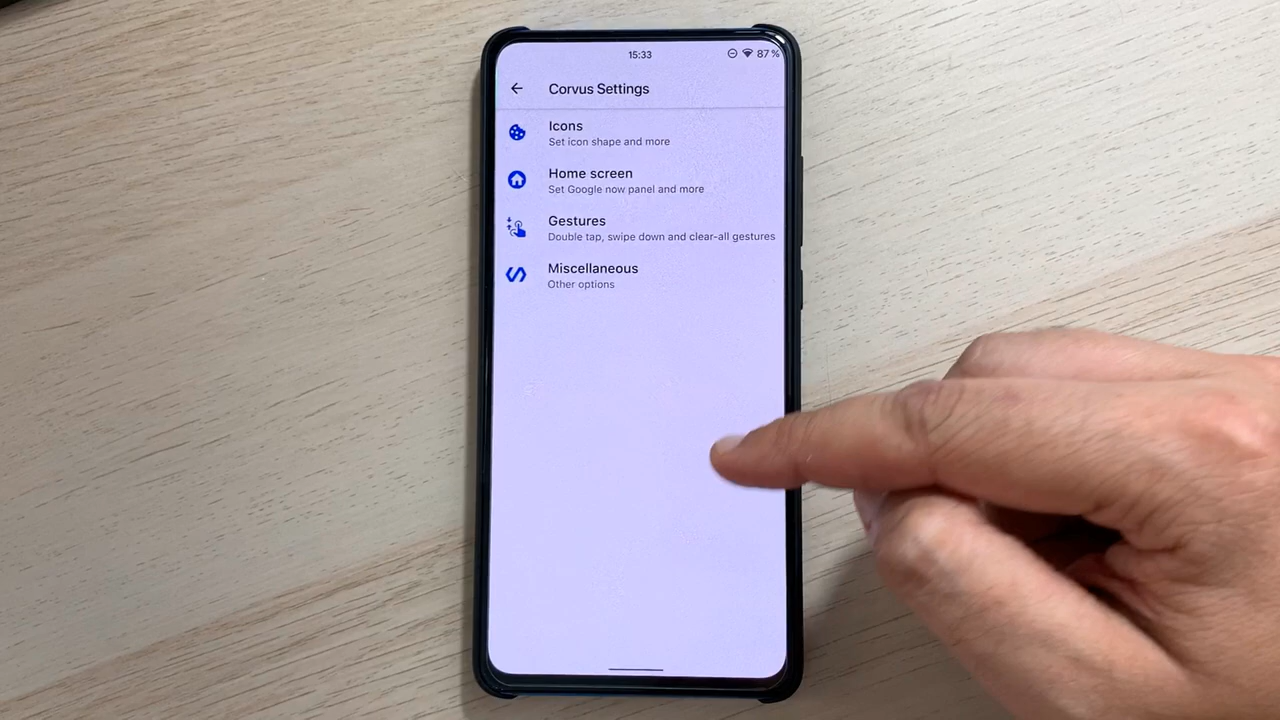 15:33
87%
Corvus Settings
Icons
Set icon shape and more
Home screen
Set Google now panel and more
Gestures
Double tap, swipe down and clear-all gestures
Miscellaneous
Other options